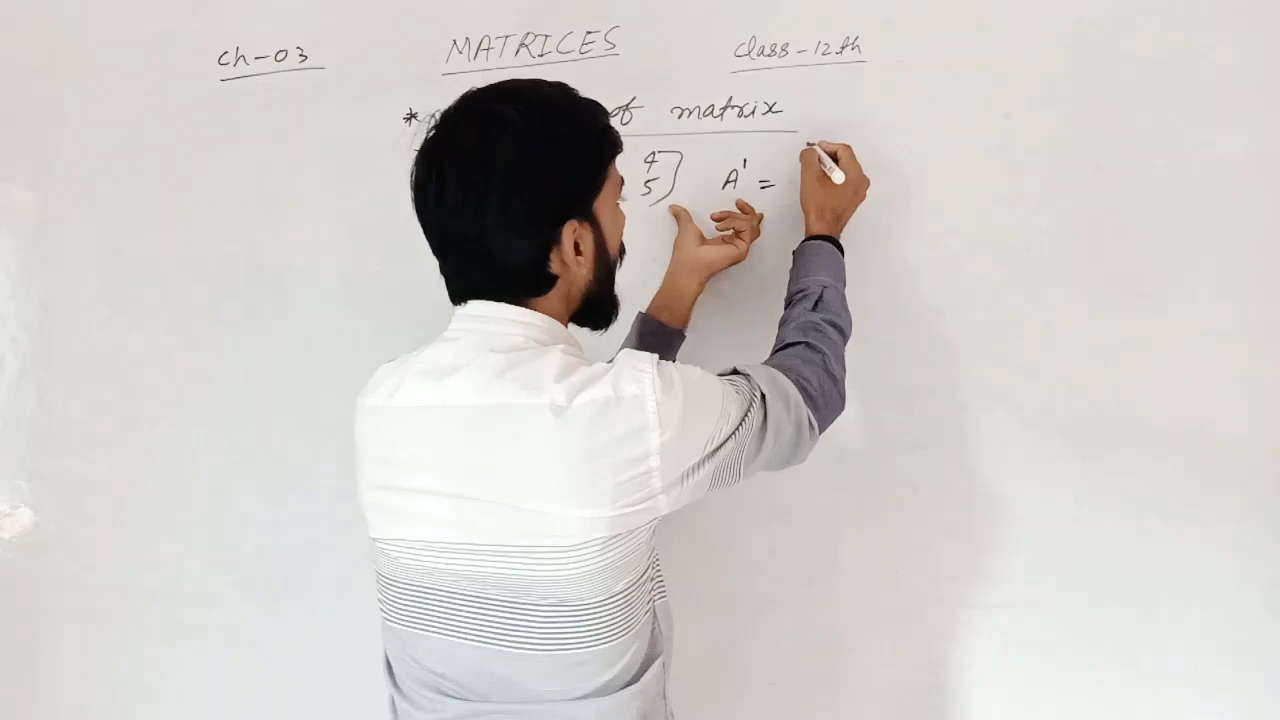 Ch-03 MATRICES Class-12th
* of matrix
4
5] A' =